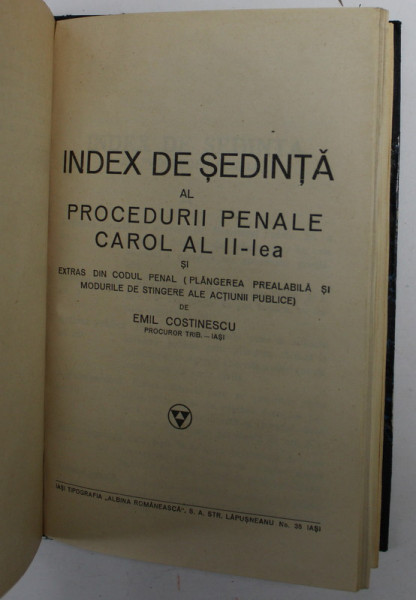 INDEX DE ȘEDINȚĂ
AL
PROCEDURII PENALE
CAROL AL II-lea
ȘI
EXTRAS DIN CODUL PENAL (PLÂNGEREA PREALABILĂ ȘI
MODURILE DE STINGERE ALE ACȚIUNII PUBLICE)
DE
EMIL COSTINESCU
PROCUROR TRIB. — IAȘI
IAȘI TIPOGRAFIA „ALBINA ROMÂNEASCĂ", S. A. STR. LĂPUȘNEANU Nv. 35 IAȘI